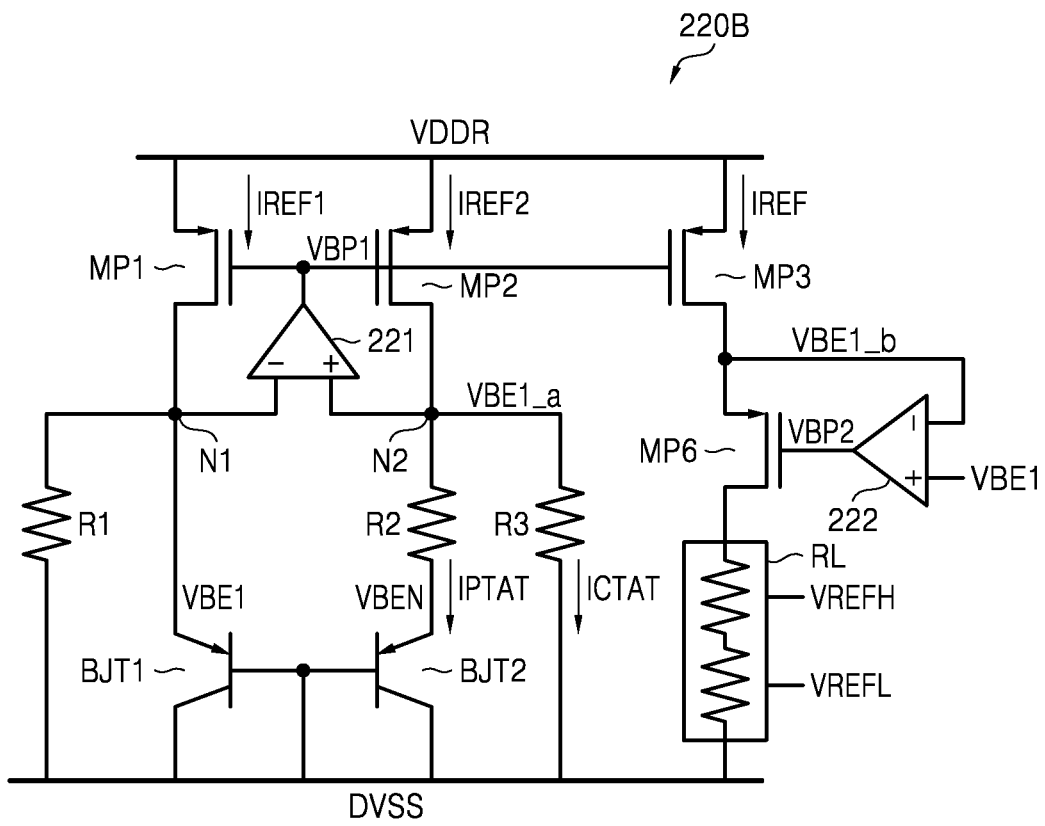 220B
VDDR
IREF1
IREF2
IREF
MP1
VBP1
MP2
MP3
221
- +
VBE1_a
VBE1_b
N1
N2
MP6
VBP2
-
+
VBE1
222
R1
R2
R3
RL
VBE1
VBEN
IPTAT
ICTAT
VREFH
BJT1
BJT2
VREFL
DVSS